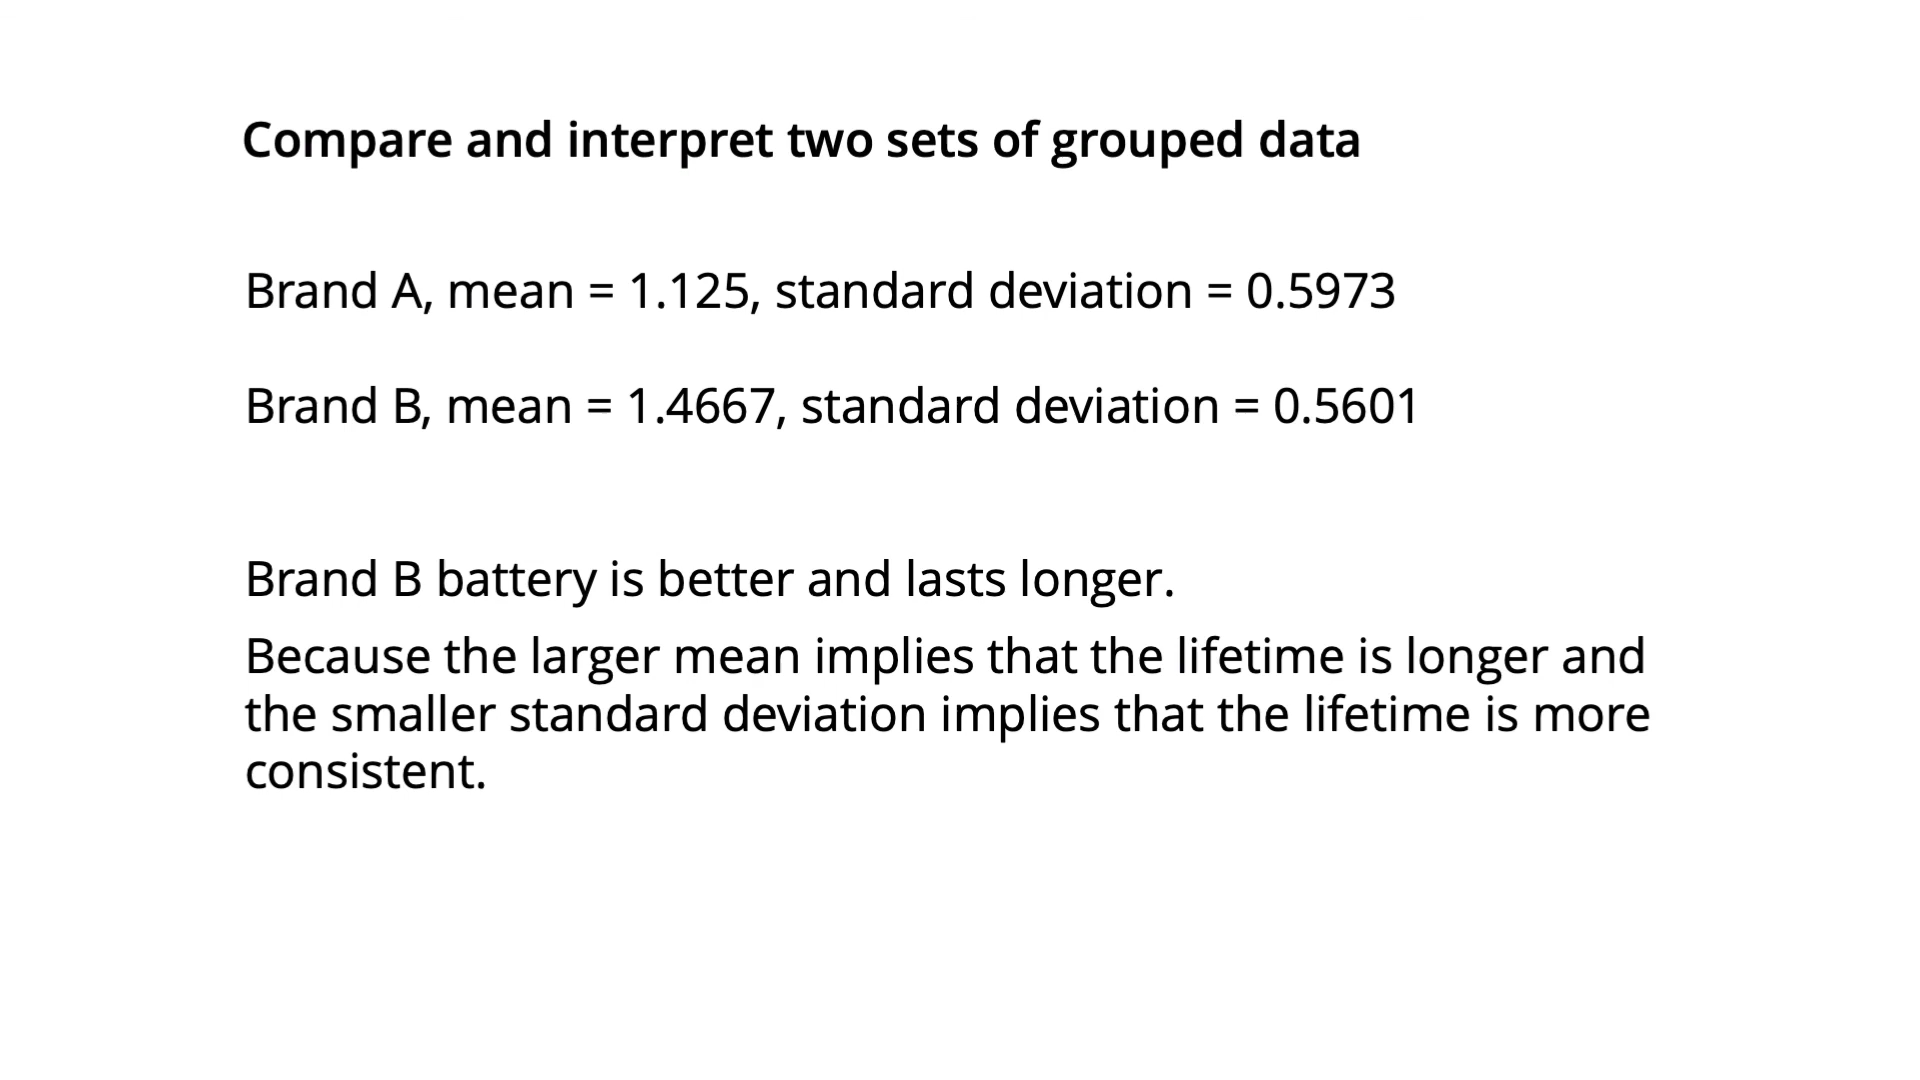 Compare and interpret two sets of grouped data
Brand A, mean = 1.125, standard deviation = 0.5973
Brand B, mean = 1.4667, standard deviation = 0.5601
Brand B battery is better and lasts longer.
Because the larger mean implies that the lifetime is longer and
the smaller standard deviation implies that the lifetime is more
consistent.